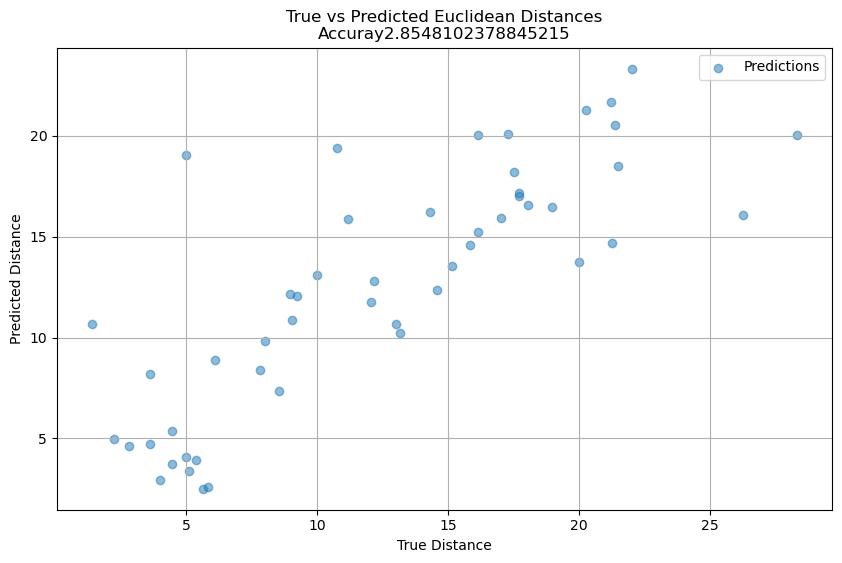 True vs Predicted Euclidean Distances
Accuray2.8548102378845215
Predictions
20
15
10
5
Predicted Distance
5
10
15
20
25
True Distance